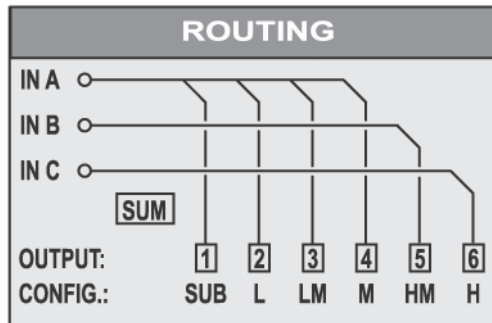 ROUTING
IN A
IN B
IN C
SUM
OUTPUT: 1 2 3 4 5 6
CONFIG.: SUB L LM M HM H